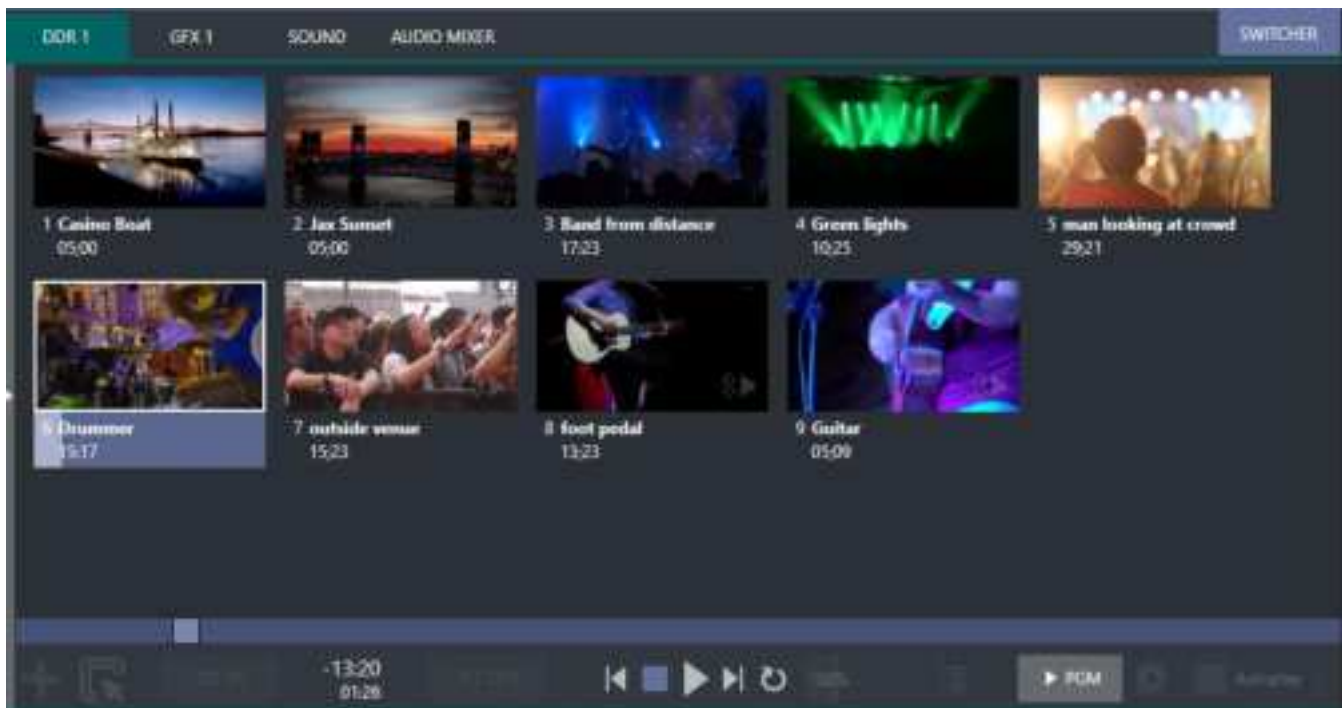 DDR 1 GFX 1 SOUND AUDIO MIXER SWITCHER
1 Casino Boat
05;00
2 Jax Sunset
05;00
3 Band from distance
17;23
4 Green lights
10;25
5 man looking at crowd
29;21
6 Drummer
15;17
7 outside venue
15;23
8 foot pedal
13;23
9 Guitar
05;09
-13:20
01:28
PGM
Autoplay